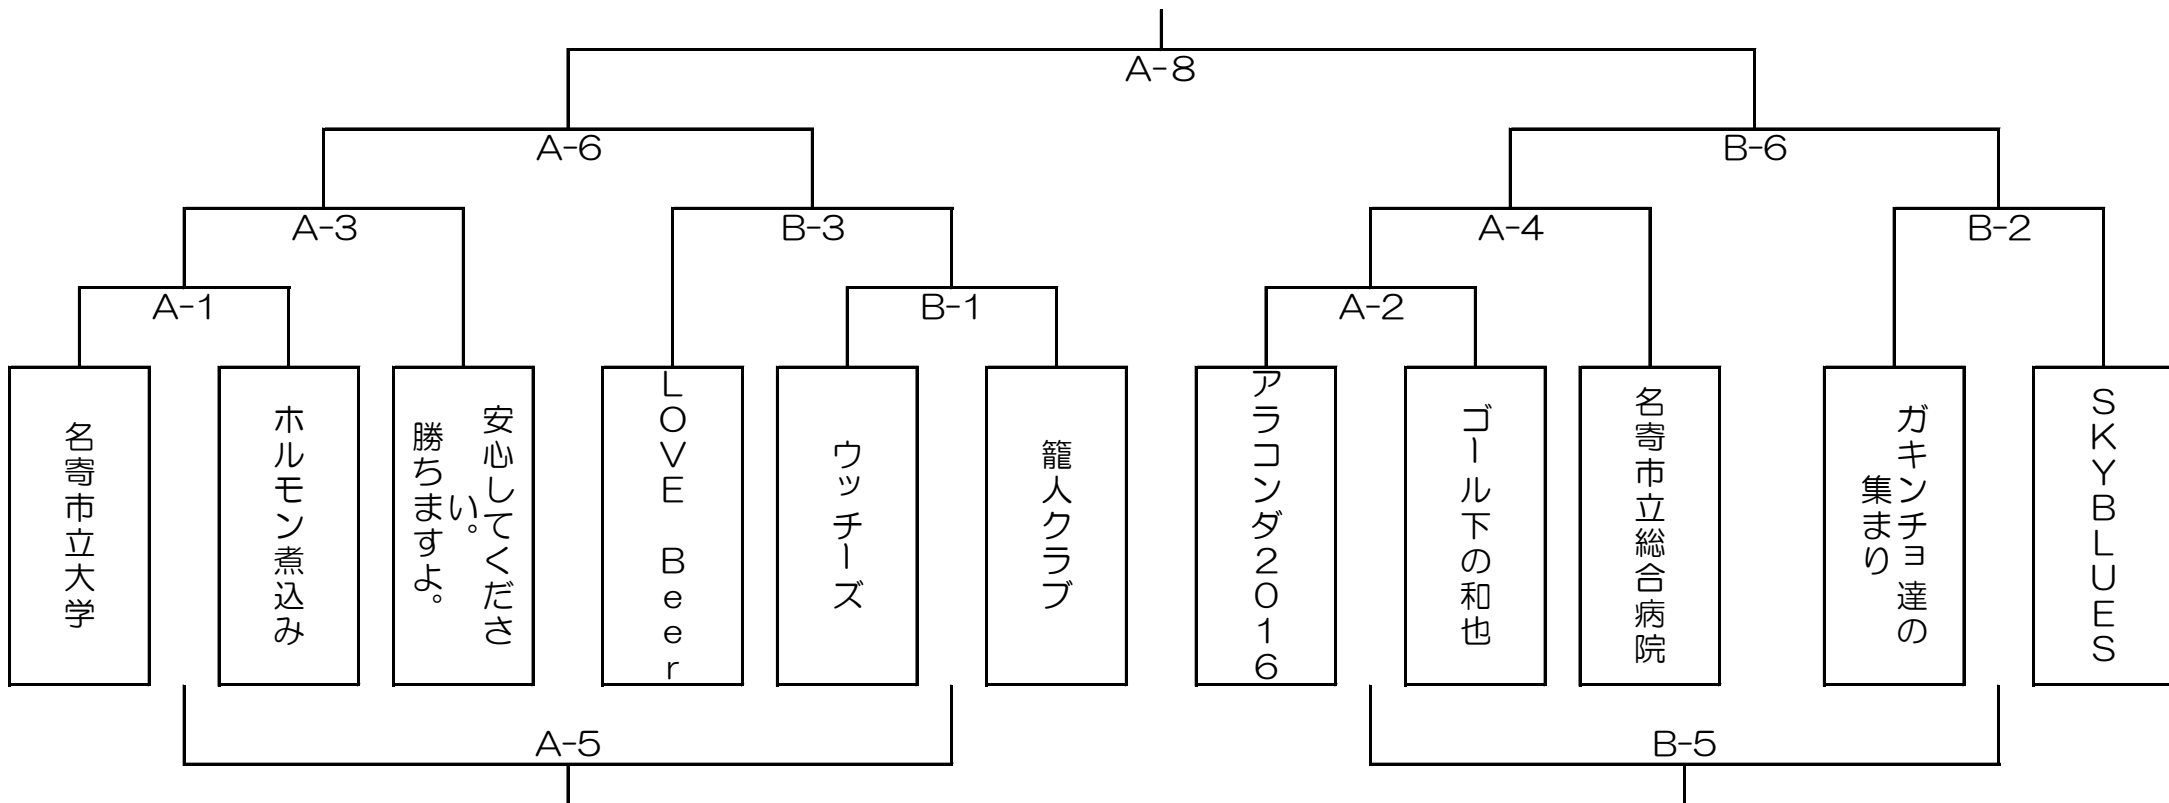 A-8
A-6
B-6
A-3
B-3
A-4
B-2
A-1
B-1
A-2
名寄市立大学
ホルモン煮込み
安心してくださ
い。
勝ちますよ。
LOVE Beer
ウッチーズ
籠人クラブ
アラコンダ2016
ゴール下の和也
名寄市立総合病院
ガキンチョ達の
集まり
SKYBLUES
A-5
B-5